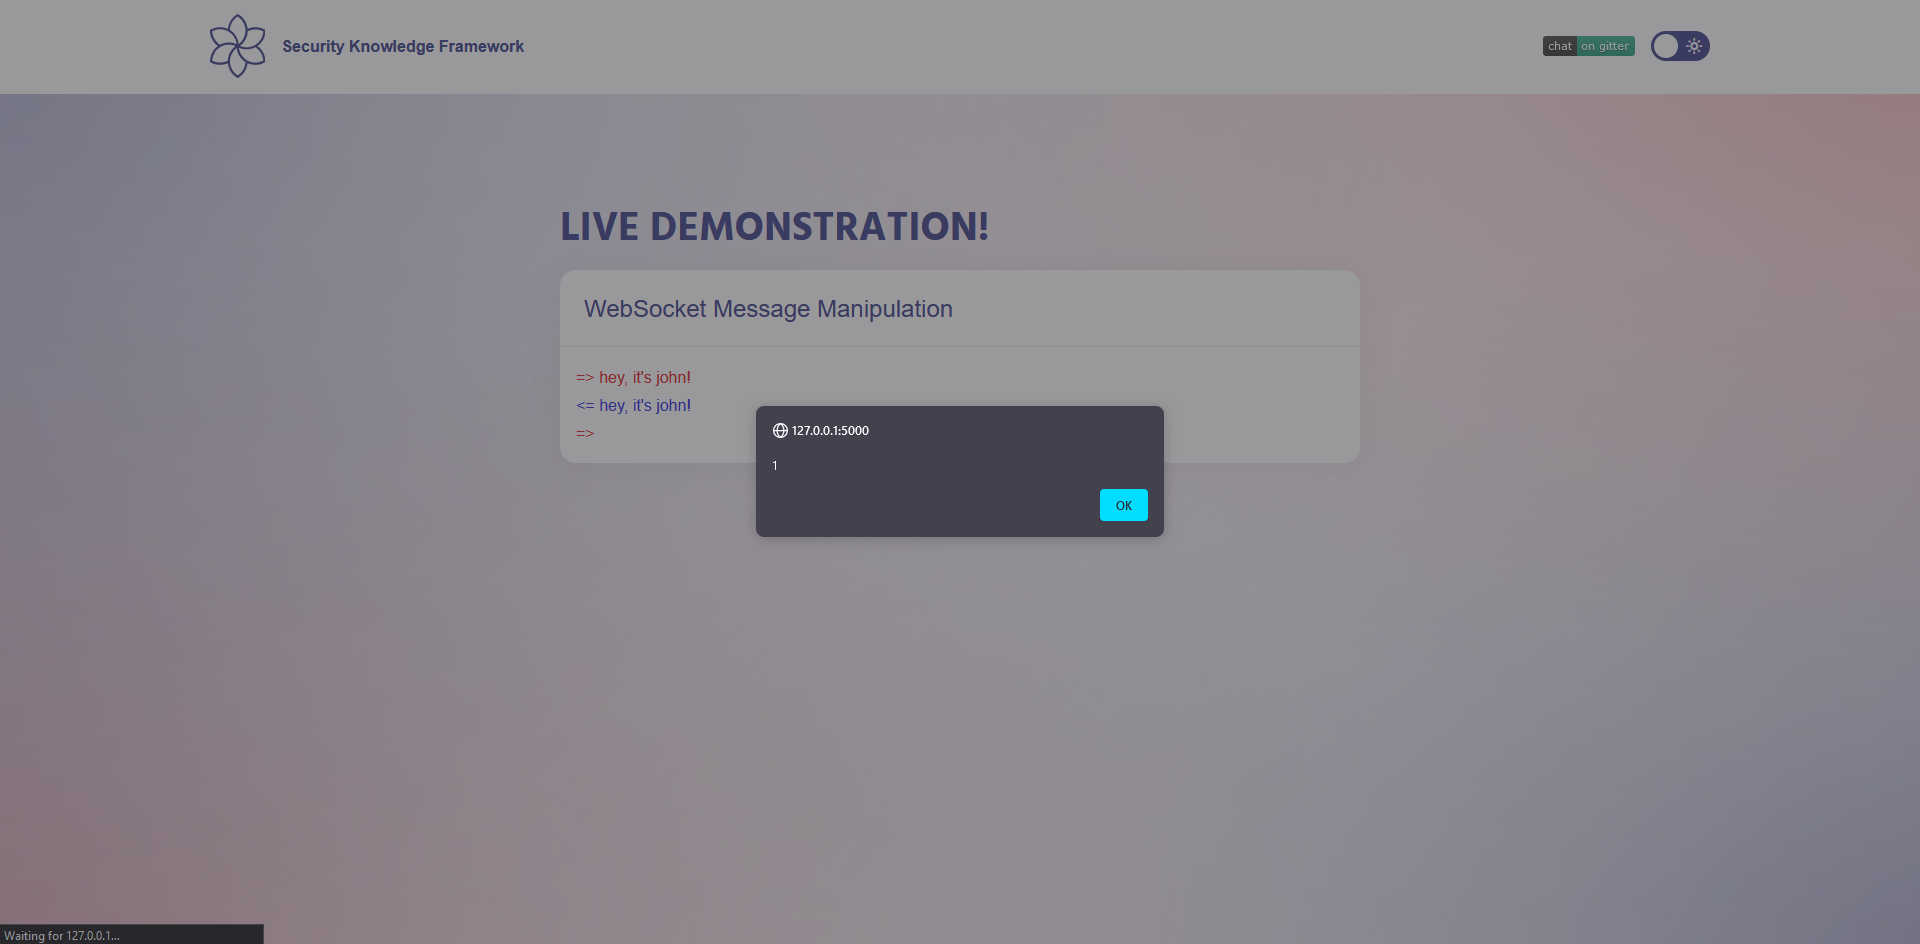 Security Knowledge Framework
chat on gitter
LIVE DEMONSTRATION!
WebSocket Message Manipulation
=> hey, it's john!
<= hey, it's john!
=>
127.0.0.1:5000
1
OK
Waiting for 127.0.0.1...